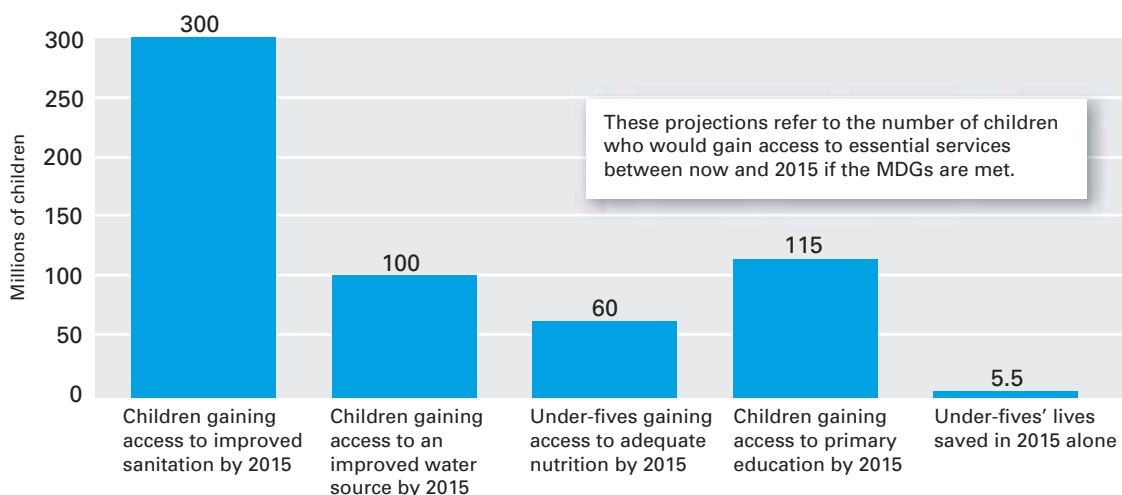 Millions of children
300
250
200
150
100
50
0
300
100
60
115
5.5
These projections refer to the number of children
who would gain access to essential services
between now and 2015 if the MDGs are met.
Children gaining
access to improved
sanitation by 2015
Children gaining
access to an
improved water
source by 2015
Under-fives gaining
access to adequate
nutrition by 2015
Children gaining
access to primary
education by 2015
Under-fives’ lives
saved in 2015 alone